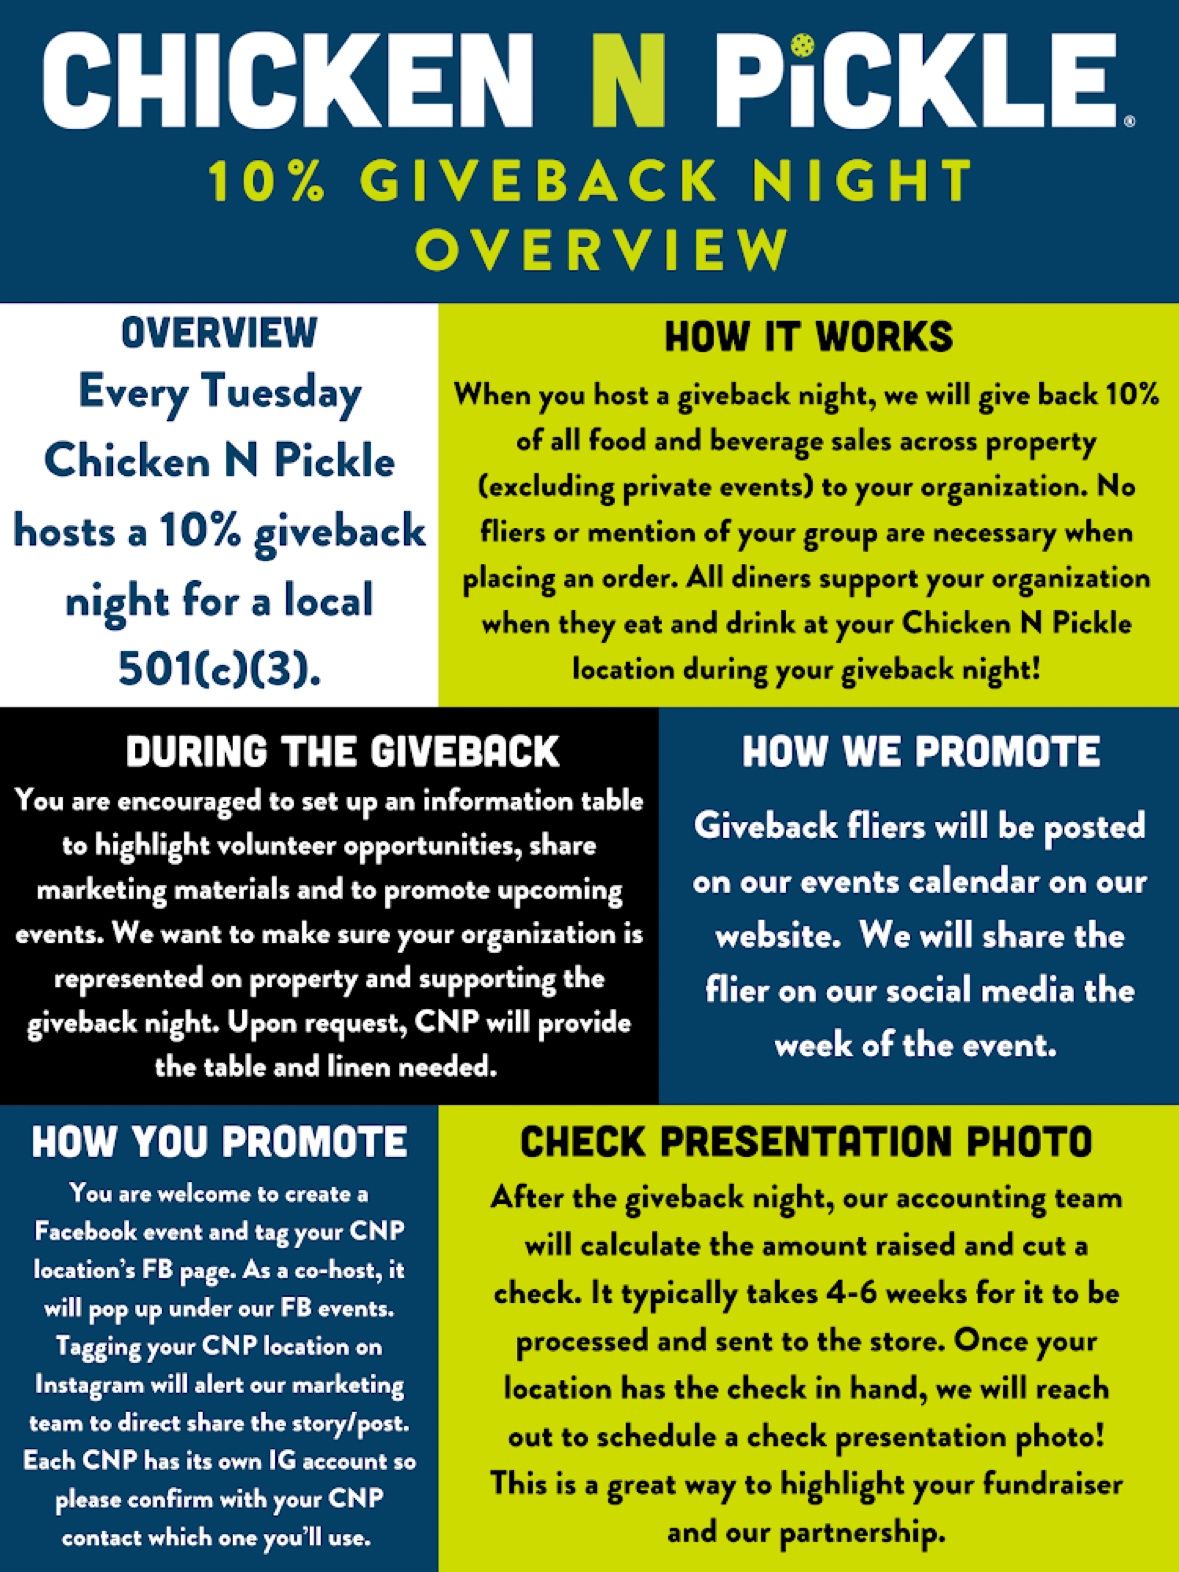 CHICKEN N PiCKLE®
10% GIVEBACK NIGHT
OVERVIEW
OVERVIEW
Every Tuesday
Chicken N Pickle
hosts a 10% giveback
night for a local
501(c)(3).
HOW IT WORKS
When you host a giveback night, we will give back 10%
of all food and beverage sales across property
(excluding private events) to your organization. No
fliers or mention of your group are necessary when
placing an order. All diners support your organization
when they eat and drink at your Chicken N Pickle
location during your giveback night!
DURING THE GIVEBACK
You are encouraged to set up an information table
to highlight volunteer opportunities, share
marketing materials and to promote upcoming
events. We want to make sure your organization is
represented on property and supporting the
giveback night. Upon request, CNP will provide
the table and linen needed.
HOW WE PROMOTE
Giveback fliers will be posted
on our events calendar on our
website. We will share the
flier on our social media the
week of the event.
HOW YOU PROMOTE
You are welcome to create a
Facebook event and tag your CNP
location's FB page. As a co-host, it
will pop up under our FB events.
Tagging your CNP location on
Instagram will alert our marketing
team to direct share the story/post.
Each CNP has its own IG account so
please confirm with your CNP
contact which one you'll use.
CHECK PRESENTATION PHOTO
After the giveback night, our accounting team
will calculate the amount raised and cut a
check. It typically takes 4-6 weeks for it to be
processed and sent to the store. Once your
location has the check in hand, we will reach
out to schedule a check presentation photo!
This is a great way to highlight your fundraiser
and our partnership.